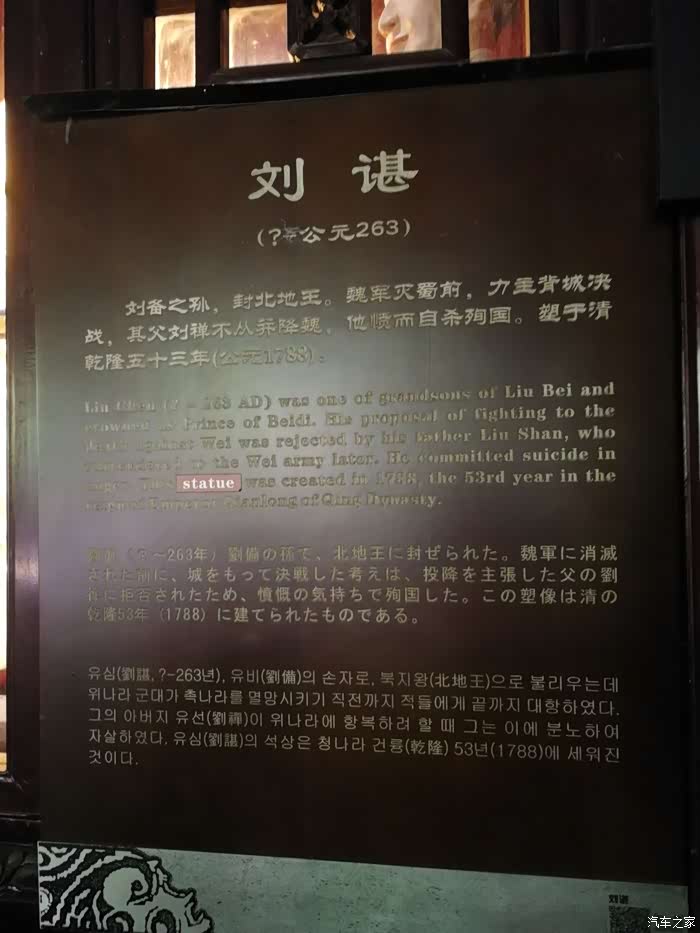 刘 谌
(?-公元263)
刘备之孙，封北地王。魏军灭蜀前，力主背城决
战，其父刘禅不从乔降魏，他愤而自杀殉国。塑于清
乾隆五十三年(公元1788)。
Liu Chen (? - 263 AD) was one of grandsons of Liu Bei and
crowned as Prince of Beidi. His proposal of fighting to the
death against Wei was rejected by his father Liu Shan, who
surrendered to the Wei army later. He committed suicide in
anger. This statue was created in 1788, the 53rd year in the
Emperor Qianlong of Qing Dynasty.
(?～263年) 劉備の孫で、北地王に封ぜられた。魏軍に消滅
された前に、城をもって決戦した考えは、投降を主張した父の劉
に拒否されたため、憤慨の気持ちで殉国した。この塑像は清の
乾隆53年（1788）に建てられたものである。
유심(劉諶, ?-263년), 유비(劉備)의 손자로, 북지왕(北地王)으로 불리우는데
위나라 군대가 촉나라를 멸망시키기 직전까지 적들에게 끝까지 대항하였다.
그의 아버지 유선(劉禪)이 위나라에 항복하려 할 때 그는 이에 분노하여
자살하였다. 유심(劉諶)의 석상은 청나라 건륭(乾隆) 53년(1788)에 세워진
것이다.
刘谌
汽车之家